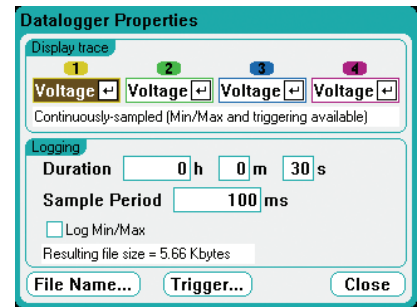 Datalogger Properties
Display trace
1 2 3 4
Voltage Voltage Voltage Voltage
Continuously-sampled (Min/Max and triggering available)
Logging
Duration 0 h 0 m 30 s
Sample Period 100 ms
Log Min/Max
Resulting file size = 5.66 Kbytes
File Name... Trigger... Close